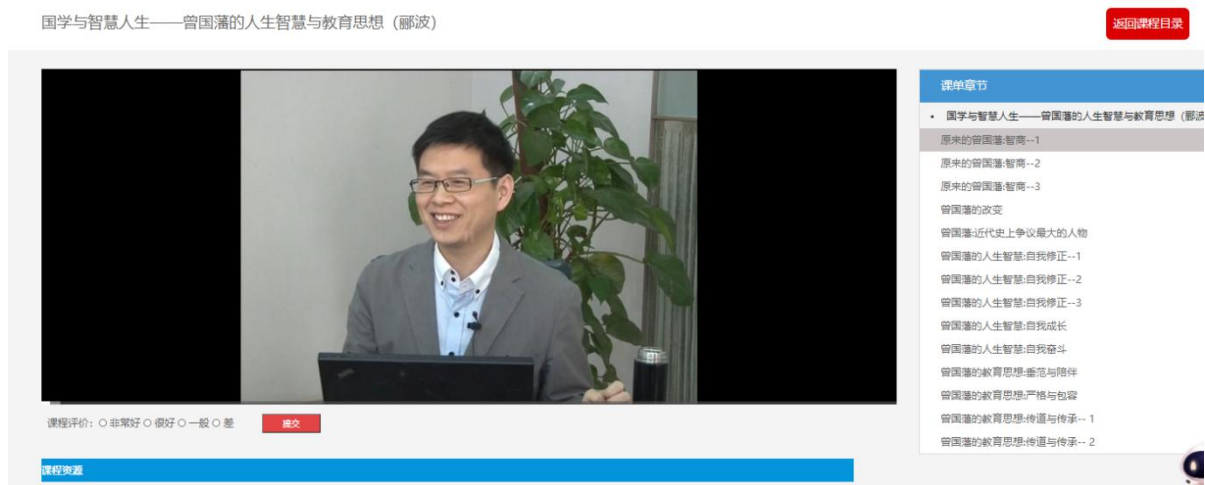 国学与智慧人生——曾国藩的人生智慧与教育思想（郦波）
返回课程目录
课单章节
• 国学与智慧人生——曾国藩的人生智慧与教育思想（郦波
原来的曾国藩:智商--1
原来的曾国藩:智商--2
原来的曾国藩:智商--3
曾国藩的改变
曾国藩:近代史上争议最大的人物
曾国藩的人生智慧:自我修正--1
曾国藩的人生智慧:自我修正--2
曾国藩的人生智慧:自我修正--3
曾国藩的人生智慧:自我成长
曾国藩的人生智慧:自我奋斗
曾国藩的教育思想:垂范与陪伴
曾国藩的教育思想:严格与包容
曾国藩的教育思想:传道与传承-- 1
曾国藩的教育思想:传道与传承-- 2
课程评价：○非常好○很好○一般○差 提交
课程资源